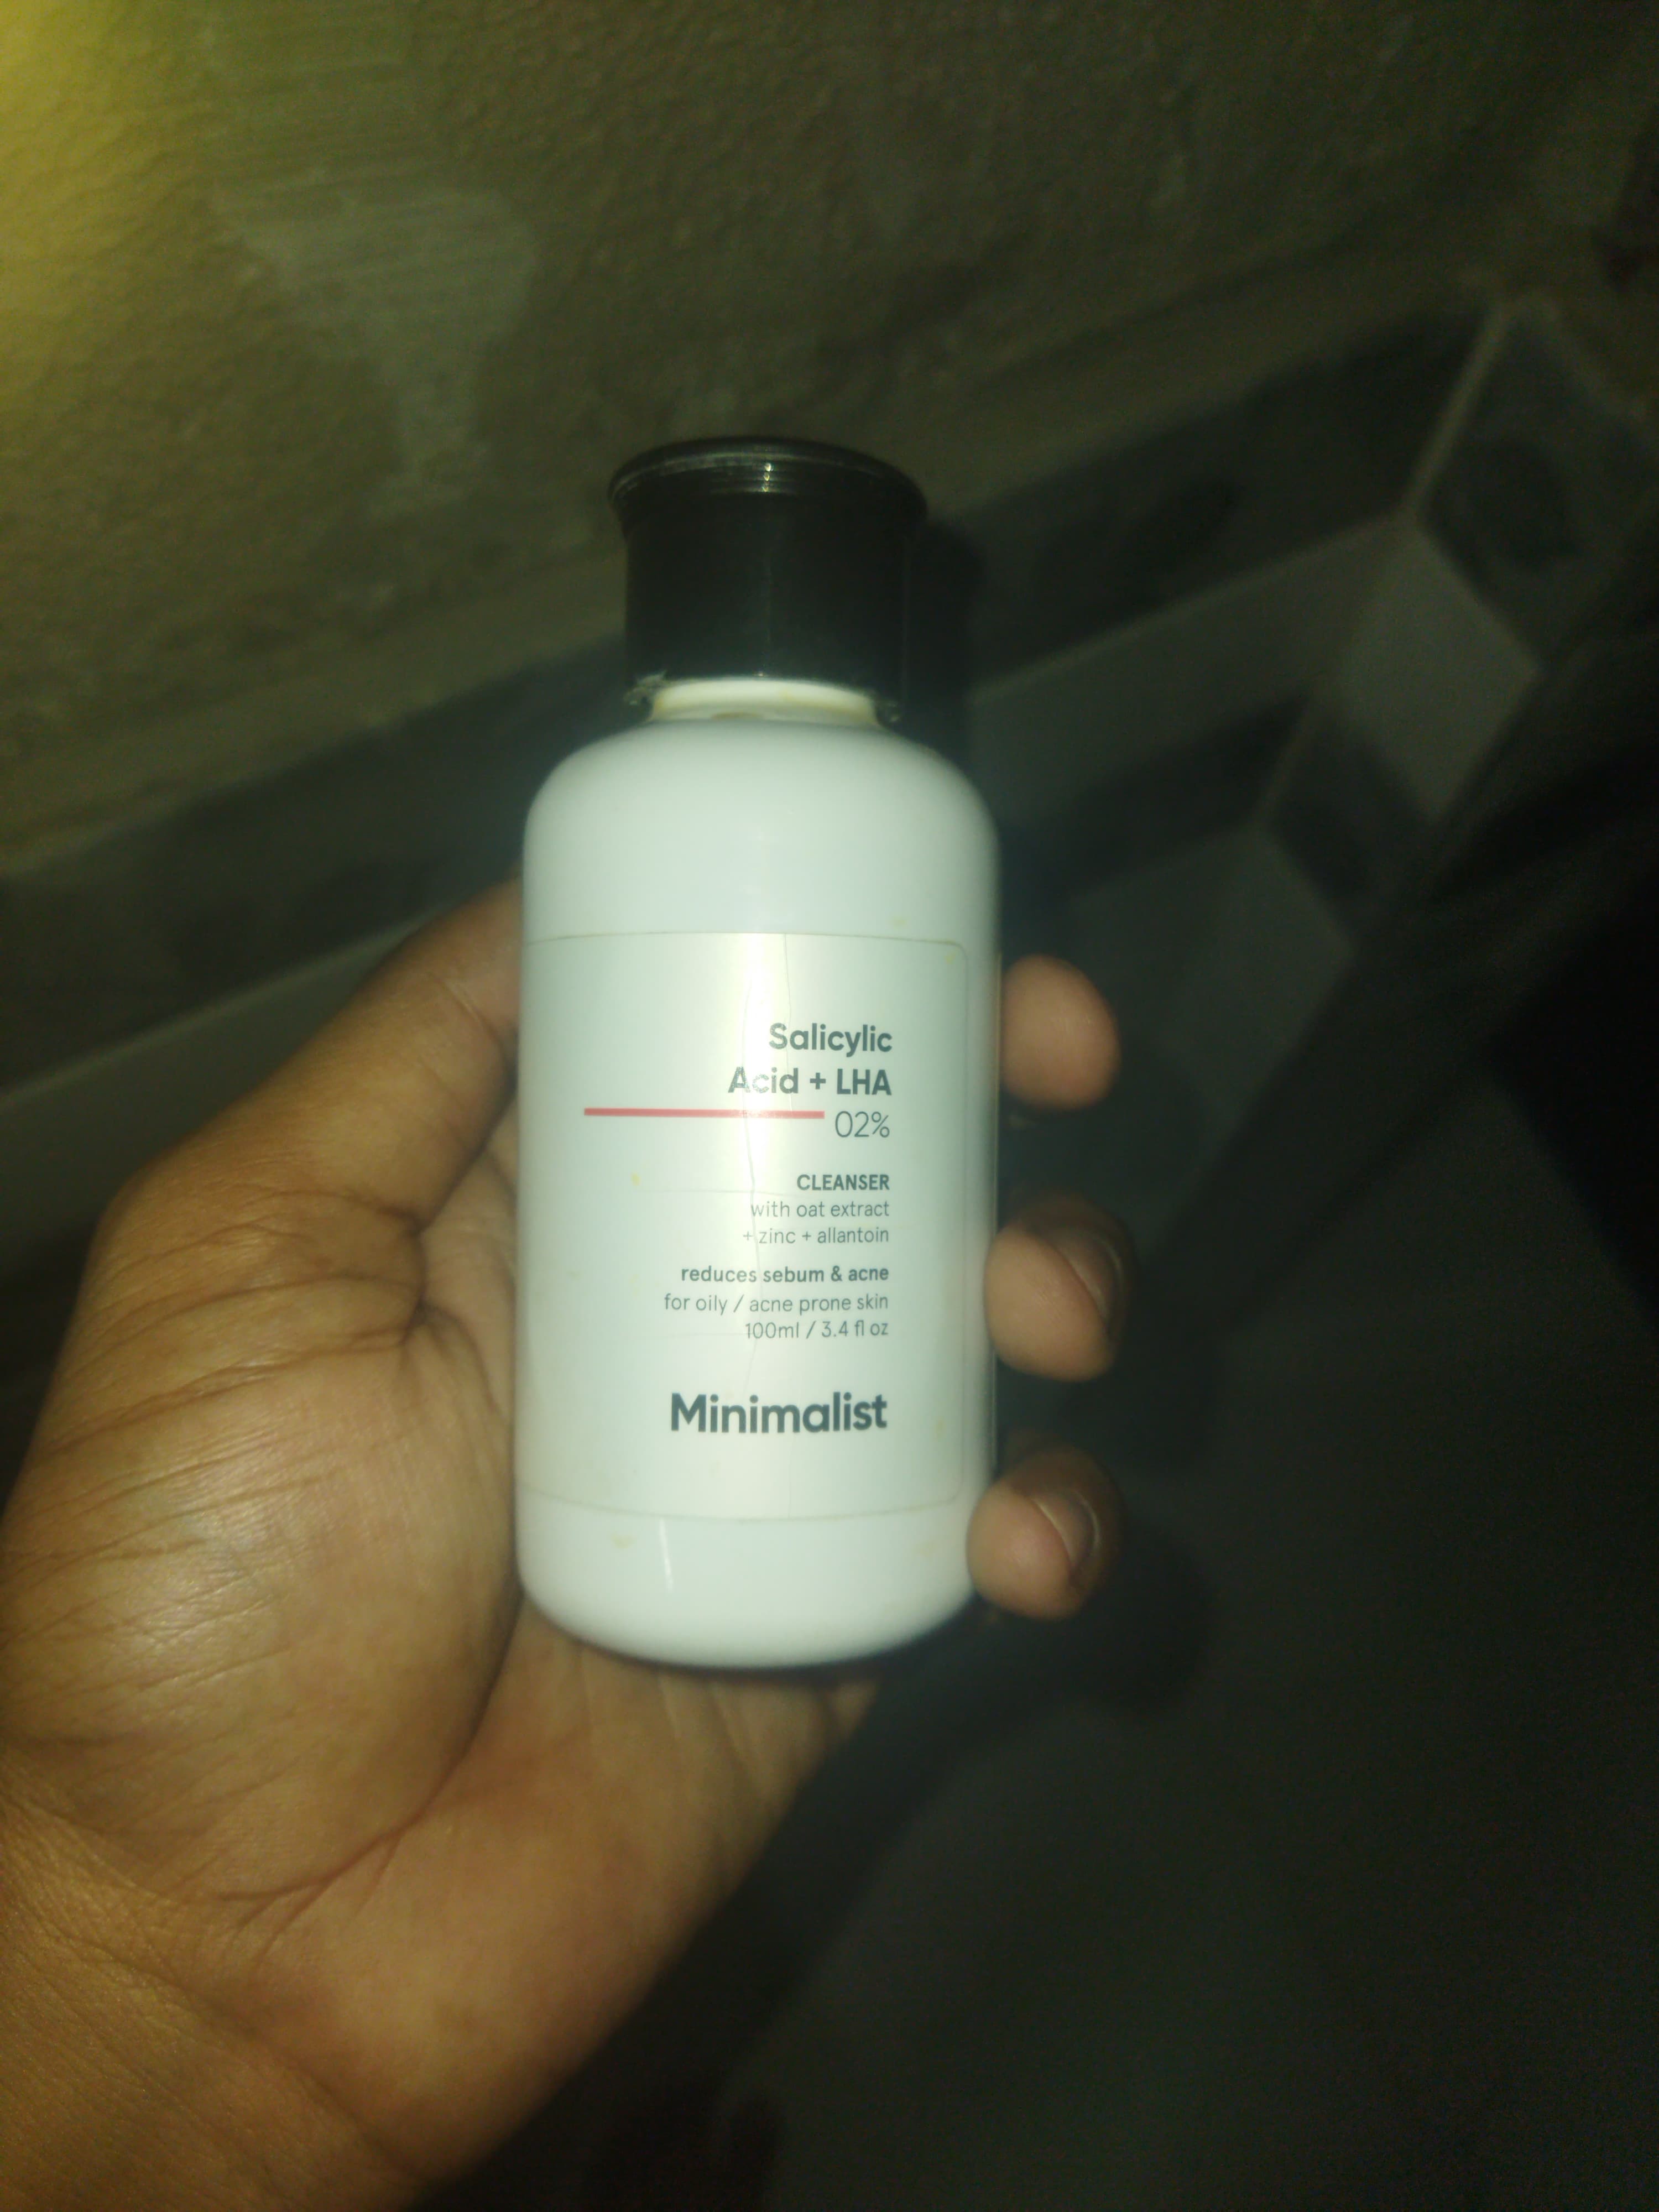 Salicylic
Acid + LHA
02%
CLEANSER
with oat extract
+ zinc + allantoin
reduces sebum & acne
for oily / acne prone skin
100ml / 3.4 fl oz
Minimalist